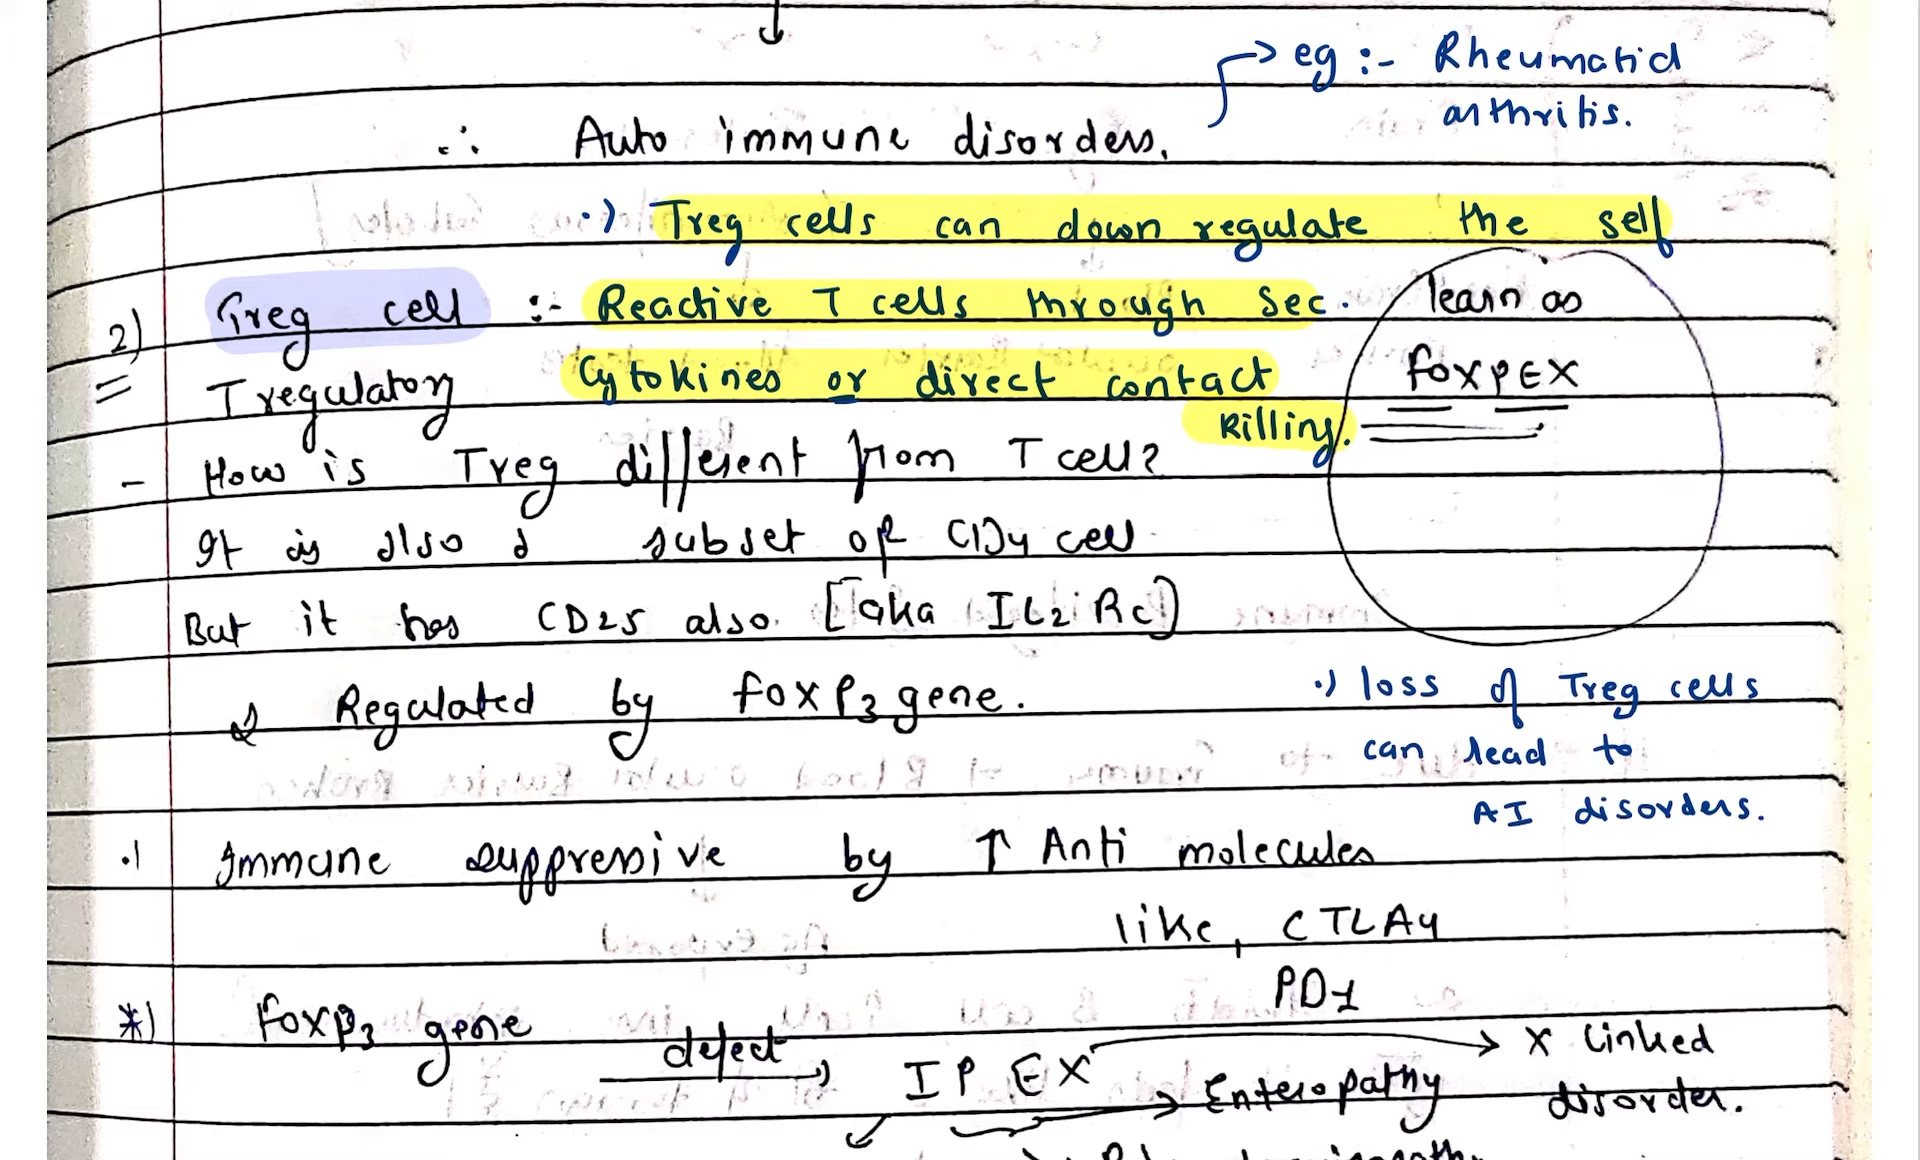 eg :- Rheumatid
arthritis.
∴ Auto immune disorders.
•) Treg cells can down regulate the self
2) Treg cell :- Reactive T cells through Sec.
learn as
foxpEX
T regulatory Cytokines or direct contact
Killing.
- How is Treg different from T cell?
It is also a subset of CD4 cell
But it has CD25 also [aka IL2 Rc]
& Regulated by foxP3 gene.
•) loss of Treg cells
can lead to
AI disorders.
•) Immune suppressive by ↑ Anti molecules
like, CTLA4
PD1
*) foxp3 gene defect → IPEX → X linked
disorder.
→ Enteropathy